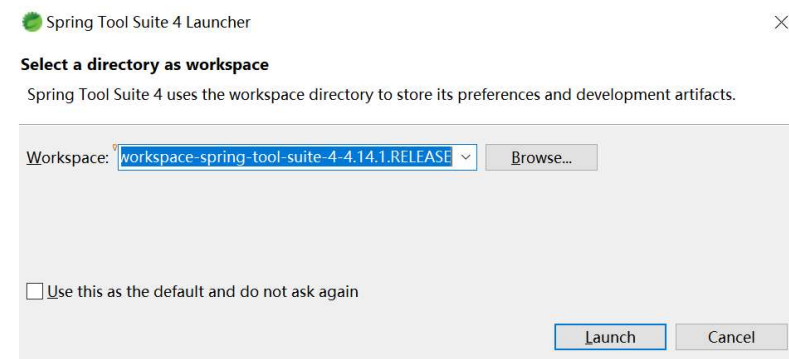 Spring Tool Suite 4 Launcher
Select a directory as workspace
Spring Tool Suite 4 uses the workspace directory to store its preferences and development artifacts.
Workspace: workspace-spring-tool-suite-4-4.14.1.RELEASE Browse...
Use this as the default and do not ask again
Launch Cancel